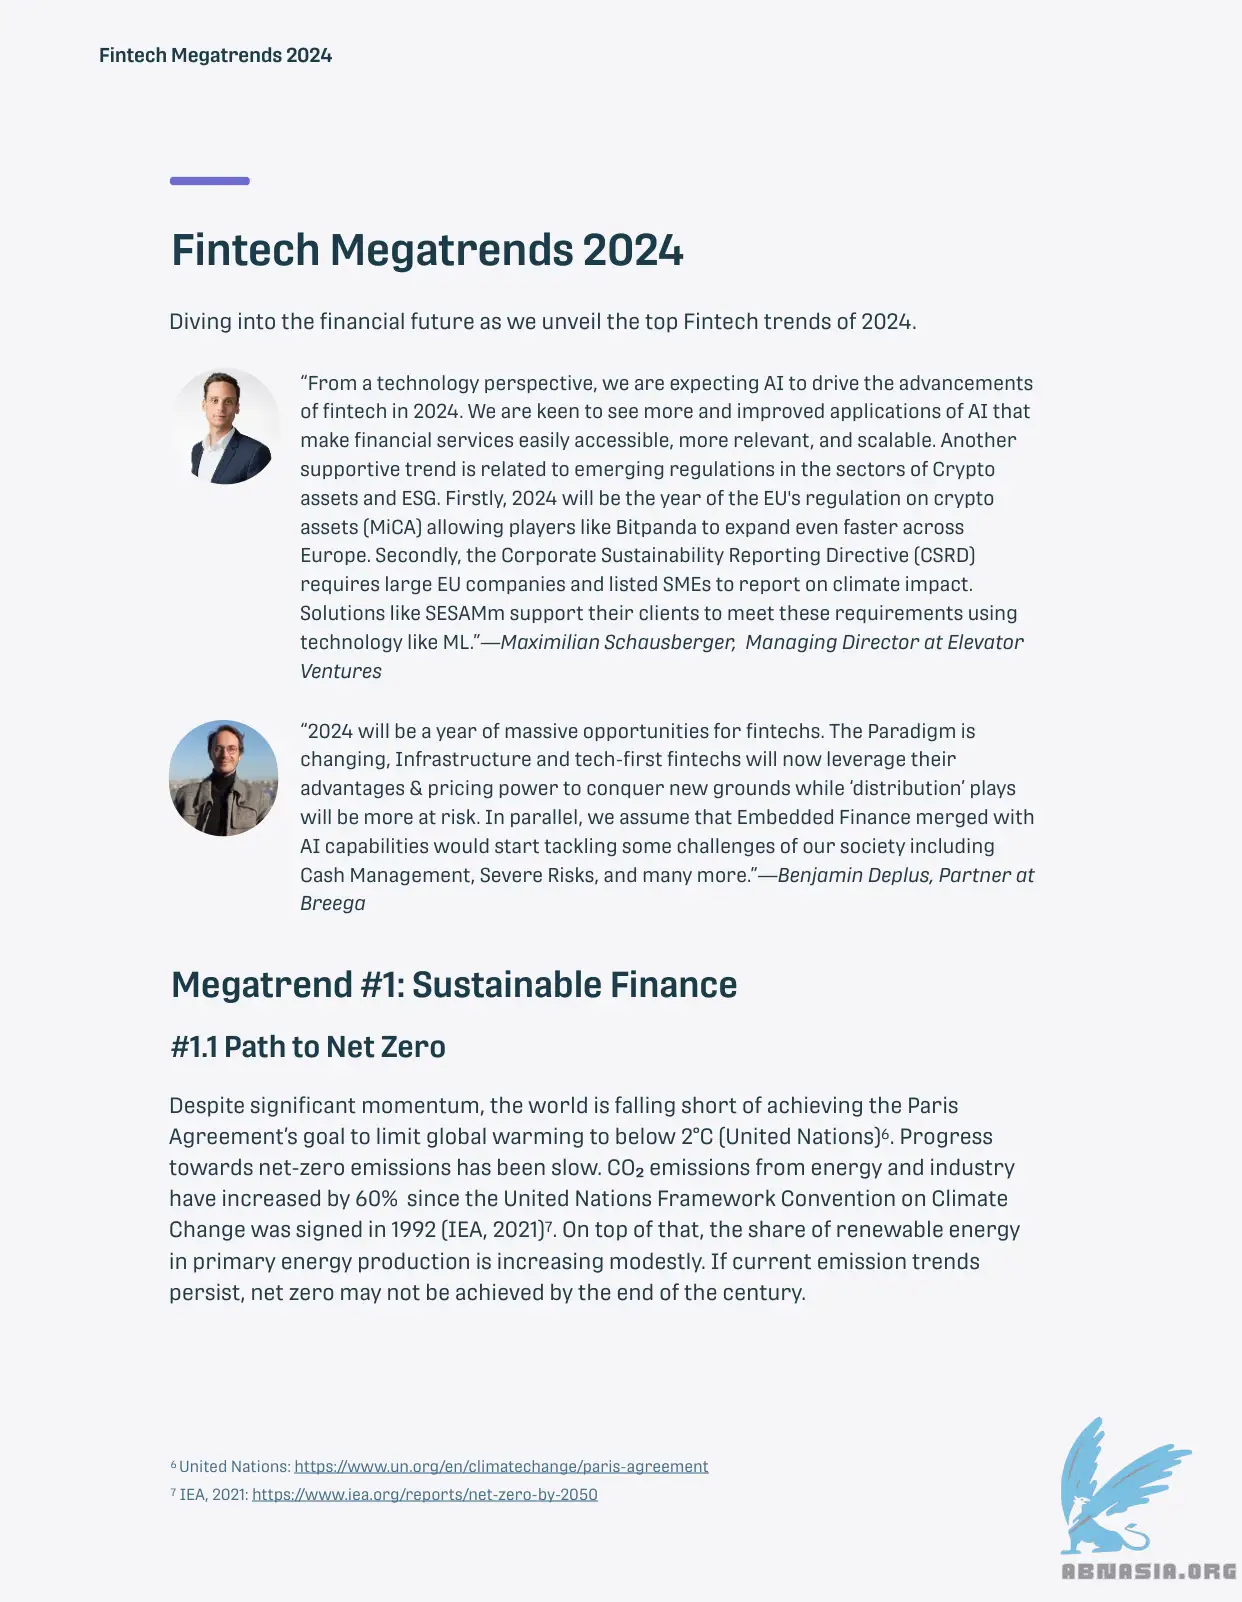 Fintech Megatrends 2024
Fintech Megatrends 2024
Diving into the financial future as we unveil the top Fintech trends of 2024.
“From a technology perspective, we are expecting AI to drive the advancements
of fintech in 2024. We are keen to see more and improved applications of AI that
make financial services easily accessible, more relevant, and scalable. Another
supportive trend is related to emerging regulations in the sectors of Crypto
assets and ESG. Firstly, 2024 will be the year of the EU's regulation on crypto
assets (MiCA) allowing players like Bitpanda to expand even faster across
Europe. Secondly, the Corporate Sustainability Reporting Directive (CSRD)
requires large EU companies and listed SMEs to report on climate impact.
Solutions like SESAMm support their clients to meet these requirements using
technology like ML.”—Maximilian Schausberger,  Managing Director at Elevator
Ventures
“2024 will be a year of massive opportunities for fintechs. The Paradigm is
changing, Infrastructure and tech-first fintechs will now leverage their
advantages & pricing power to conquer new grounds while ‘distribution’ plays
will be more at risk. In parallel, we assume that Embedded Finance merged with
AI capabilities would start tackling some challenges of our society including
Cash Management, Severe Risks, and many more.”—Benjamin Deplus, Partner at
Breega
Megatrend #1: Sustainable Finance
#1.1 Path to Net Zero
Despite significant momentum, the world is falling short of achieving the Paris
Agreement’s goal to limit global warming to below 2°C (United Nations)⁶. Progress
towards net-zero emissions has been slow. CO₂ emissions from energy and industry
have increased by 60%  since the United Nations Framework Convention on Climate
Change was signed in 1992 (IEA, 2021)⁷. On top of that, the share of renewable energy
in primary energy production is increasing modestly. If current emission trends
persist, net zero may not be achieved by the end of the century.
⁶ United Nations: https://www.un.org/en/climatechange/paris-agreement
⁷ IEA, 2021: https://www.iea.org/reports/net-zero-by-2050
ABNASIA.ORG